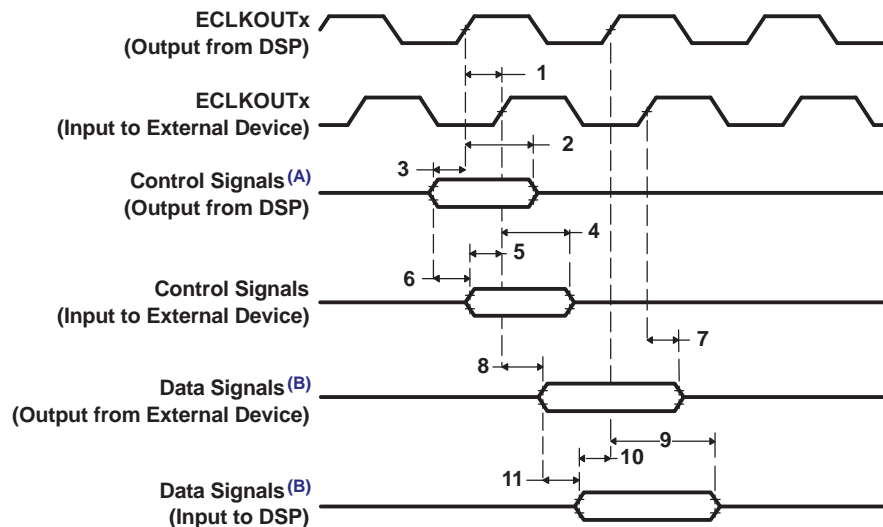 ECLKOUTx
(Output from DSP)
1
ECLKOUTx
(Input to External Device)
2
3
Control Signals (A)
(Output from DSP)
4
5
6
Control Signals
(Input to External Device)
7
8
Data Signals (B)
(Output from External Device)
9
10
11
Data Signals (B)
(Input to DSP)